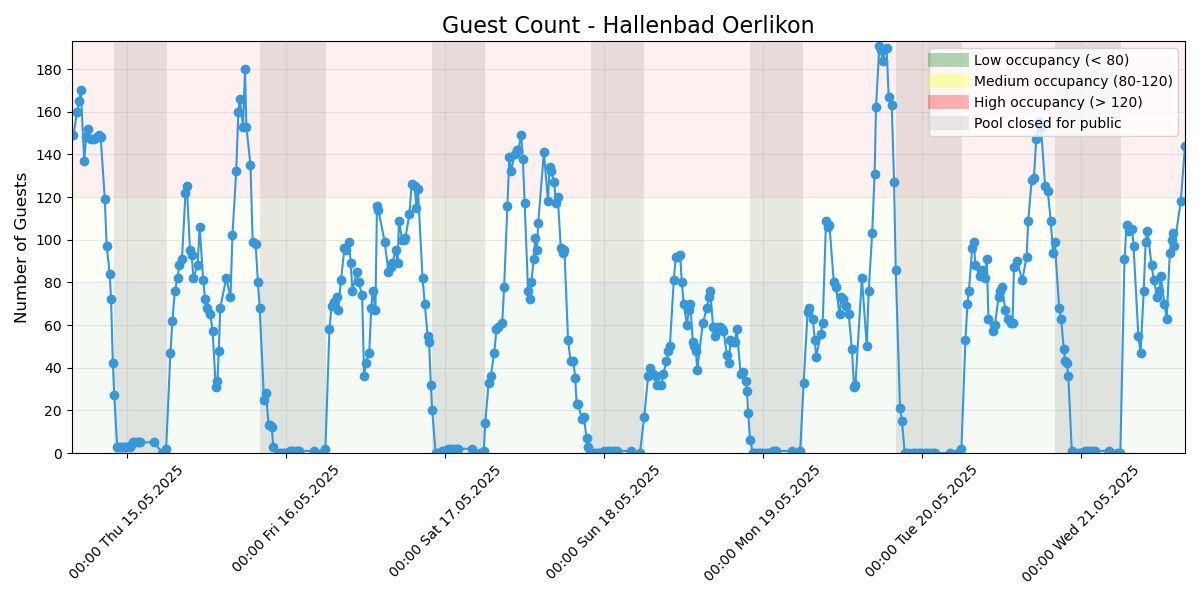 Guest Count - Hallenbad Oerlikon
Number of Guests
180
160
140
120
100
80
60
40
20
0
Low occupancy (< 80)
Medium occupancy (80-120)
High occupancy (> 120)
Pool closed for public
00:00 Thu 15.05.2025
00:00 Fri 16.05.2025
00:00 Sat 17.05.2025
00:00 Sun 18.05.2025
00:00 Mon 19.05.2025
00:00 Tue 20.05.2025
00:00 Wed 21.05.2025